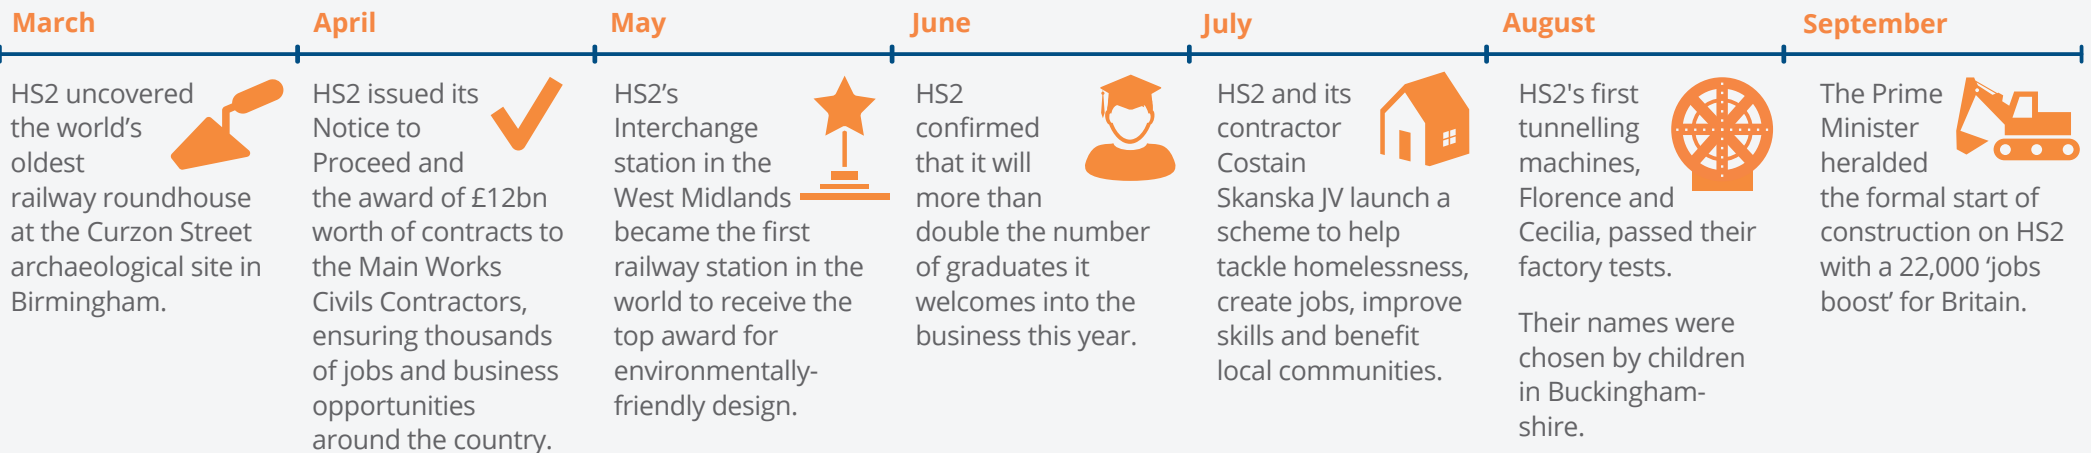 March
HS2 uncovered
the world’s
oldest
railway roundhouse
at the Curzon Street
archaeological site in
Birmingham.
April
HS2 issued its
Notice to
Proceed and
the award of £12bn
worth of contracts to
the Main Works
Civils Contractors,
ensuring thousands
of jobs and business
opportunities
around the country.
May
HS2’s
Interchange
station in the
West Midlands
became the first
railway station in the
world to receive the
top award for
environmentally-
friendly design.
June
HS2
confirmed
that it will
more than
double the number
of graduates it
welcomes into the
business this year.
July
HS2 and its
contractor
Costain
Skanska JV launch a
scheme to help
tackle homelessness,
create jobs, improve
skills and benefit
local communities.
August
HS2's first
tunnelling
machines,
Florence and
Cecilia, passed their
factory tests.
Their names were
chosen by children
in Buckingham-
shire.
September
The Prime
Minister
heralded
the formal start of
construction on HS2
with a 22,000 ‘jobs
boost’ for Britain.